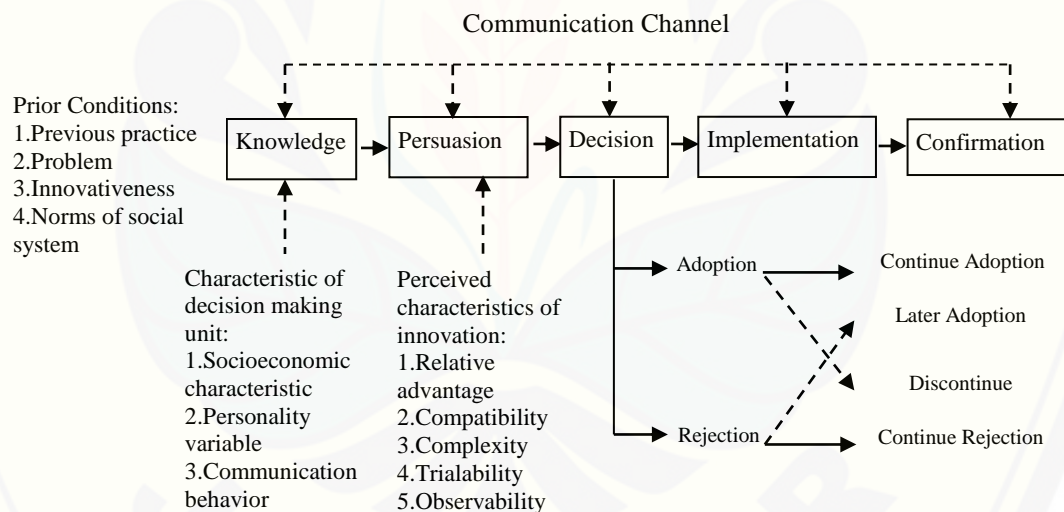 Communication Channel
Prior Conditions:
1.Previous practice
2.Problem
3.Innovativeness
4.Norms of social
system
Knowledge
Persuasion
Decision
Implementation
Confirmation
Characteristic of
decision making
unit:
1.Socioeconomic
characteristic
2.Personality
variable
3.Communication
behavior
Perceived
characteristics of
innovation:
1.Relative
advantage
2.Compatibility
3.Complexity
4.Trialability
5.Observability
Adoption
Rejection
Continue Adoption
Later Adoption
Discontinue
Continue Rejection